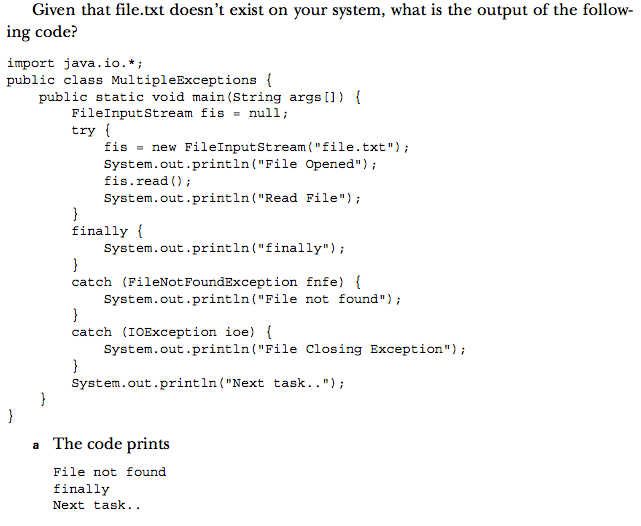 Given that file.txt doesn't exist on your system, what is the output of the follow-
ing code?
import java.io.*;
public class MultipleExceptions {
    public static void main(String args[]) {
        FileInputStream fis = null;
        try {
            fis = new FileInputStream("file.txt");
            System.out.println("File Opened");
            fis.read();
            System.out.println("Read File");
        }
        finally {
            System.out.println("finally");
        }
        catch (FileNotFoundException fnfe) {
            System.out.println("File not found");
        }
        catch (IOException ioe) {
            System.out.println("File Closing Exception");
        }
        System.out.println("Next task..");
    }
}
a The code prints
File not found
finally
Next task..